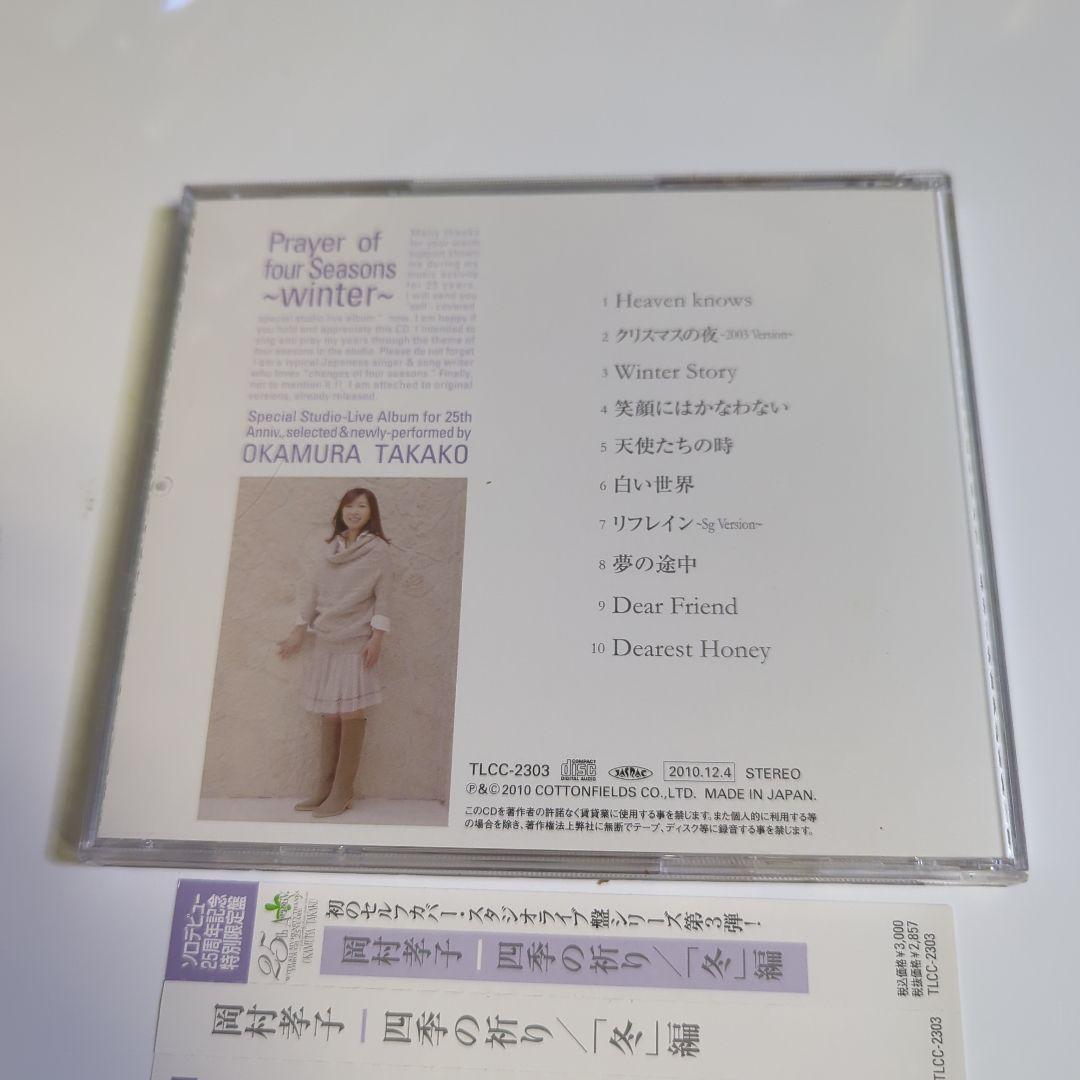 Prayer of
four Seasons
~winter~
Many thanks
for your warm
support shown
me during my
music activity
for 25 years.
I will send you
"self - covered
special studio live album " now. I am happy if
you hold and appreciate this CD. I intended to
sing and pray my years through the theme of
four seasons in the studio. Please do not forget
I am a typical Japanese singer & song writer
who loves "changes of four seasons." Finally,
not to mention it !!  I am attached to original
versions, already released.
Special Studio-Live Album for 25th
Anniv., selected & newly-performed by
OKAMURA TAKAKO
1 Heaven knows
2 クリスマスの夜 ~2003 Version~
3 Winter Story
4 笑顔にはかなわない
5 天使たちの時
6 白い世界
7 リフレイン ~Sg Version~
8 夢の途中
9 Dear Friend
10 Dearest Honey
TLCC-2303 COMPACT disc DIGITAL AUDIO JASRAC 2010.12.4 STEREO
℗&© 2010 COTTONFIELDS CO.,LTD. MADE IN JAPAN.
このCDを著作者の許諾なく賃貸業に使用する事を禁じます。また個人的に利用する等
の場合を除き、著作権法上弊社に無断でテープ、ディスク等に録音する事を禁じます。
ソロデビュー
25周年記念
特別限定盤
25th
OKAMURA TAKAKO
初のセルフカバー・スタジオライブ盤シリーズ第3弾！
岡村孝子 | 四季の祈り/「冬」編
税込価格¥3,000
税抜価格¥2,857
TLCC-2303
岡村孝子 | 四季の祈り/「冬」編
TLCC-2303